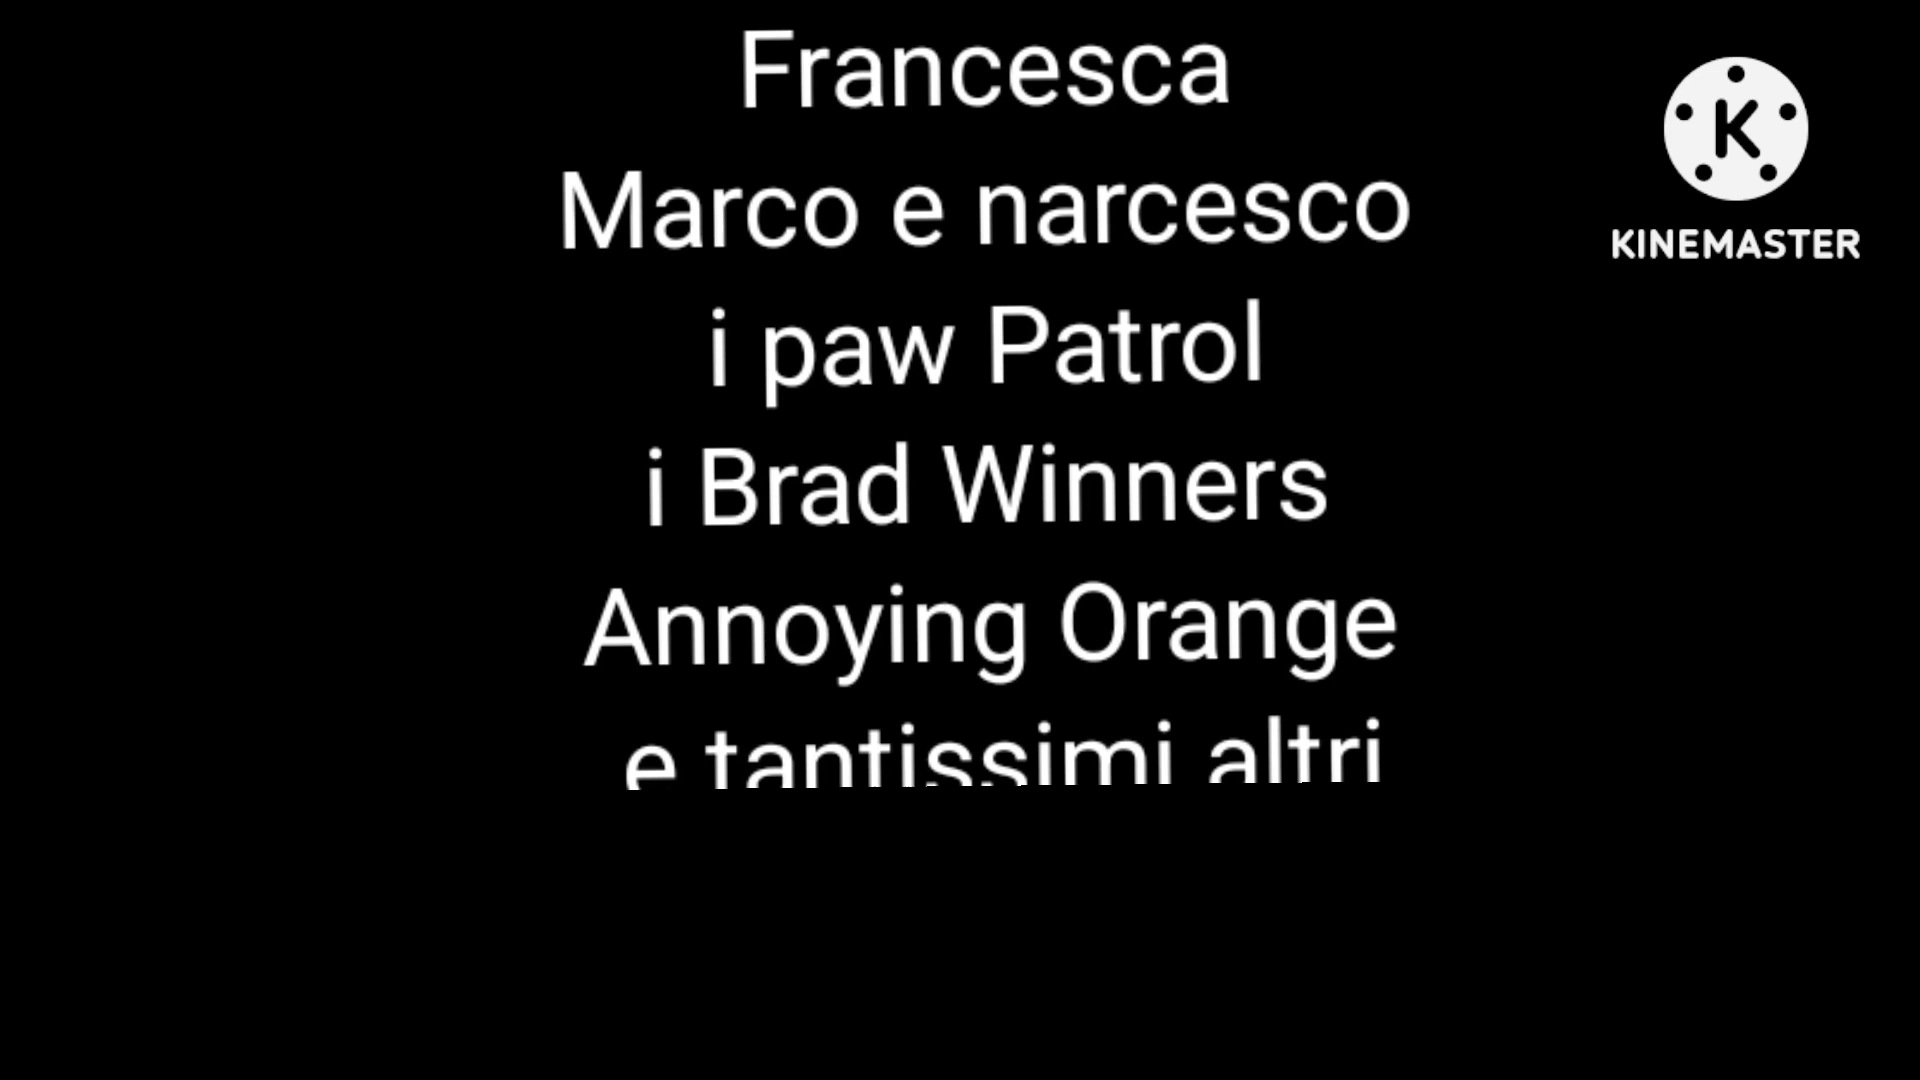 Francesca
Marco e narcesco
i paw Patrol
i Brad Winners
Annoying Orange
e tantissimi altri
KINEMASTER